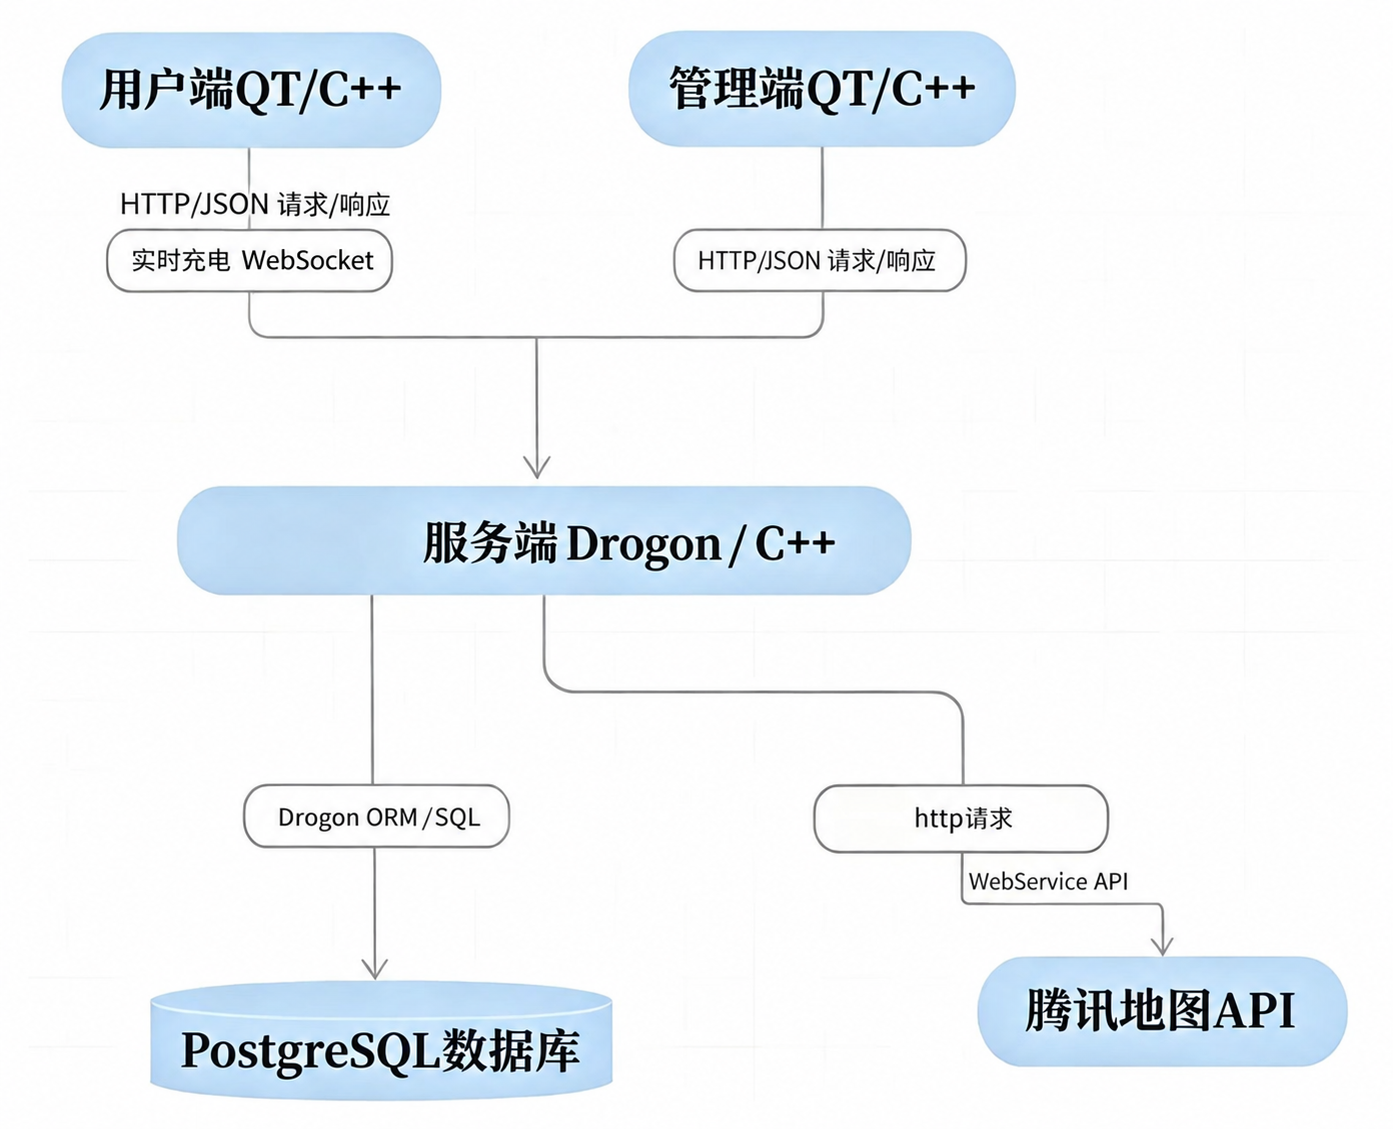 用户端QT/C++
管理端QT/C++
HTTP/JSON 请求/响应
实时充电 WebSocket
HTTP/JSON 请求/响应
服务端 Drogon / C++
Drogon ORM / SQL
http请求
WebService API
PostgreSQL数据库
腾讯地图API